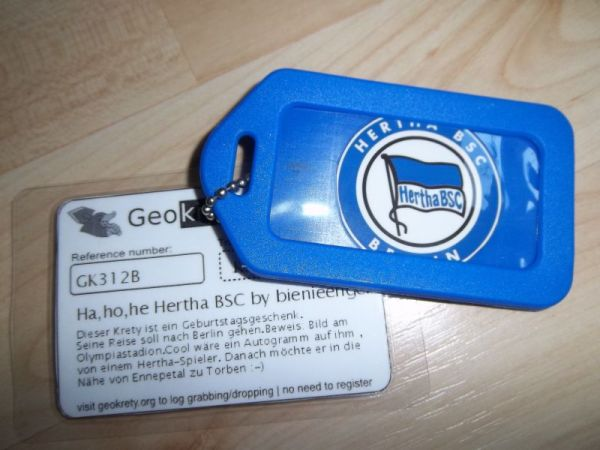 HERTHA BSC
Hertha BSC
BERLIN
Geok
Reference number:
GK312B
Ha,ho,he Hertha BSC by bienieenge
Dieser Krety ist ein Geburtstagsgeschenk.
Seine Reise soll nach Berlin gehen.Beweis: Bild am
Olympiastadion.Cool wäre ein Autogramm auf ihm ,
von einem Hertha-Spieler. Danach möchte er in die
Nähe von Ennepetal zu Torben :-)
visit geokrety.org to log grabbing/dropping | no need to register